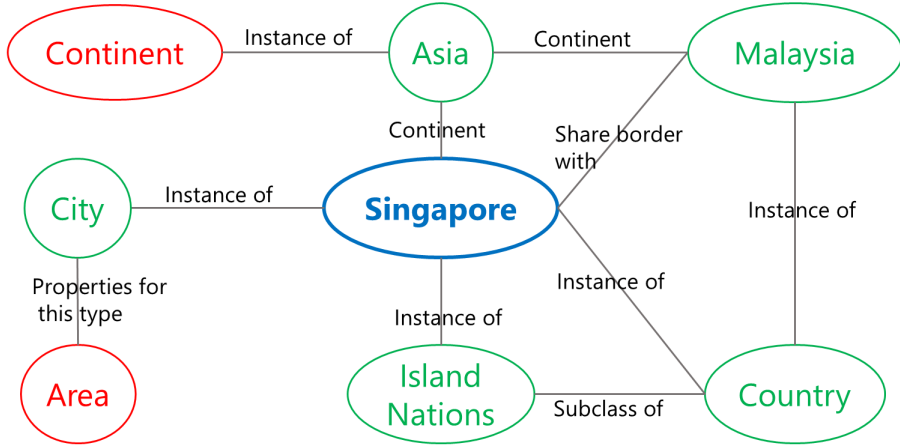 Continent
Instance of
Asia
Continent
Malaysia
Continent
Share border
with
City
Instance of
Singapore
Instance of
Properties for
this type
Instance of
Instance of
Area
Island
Nations
Subclass of
Country